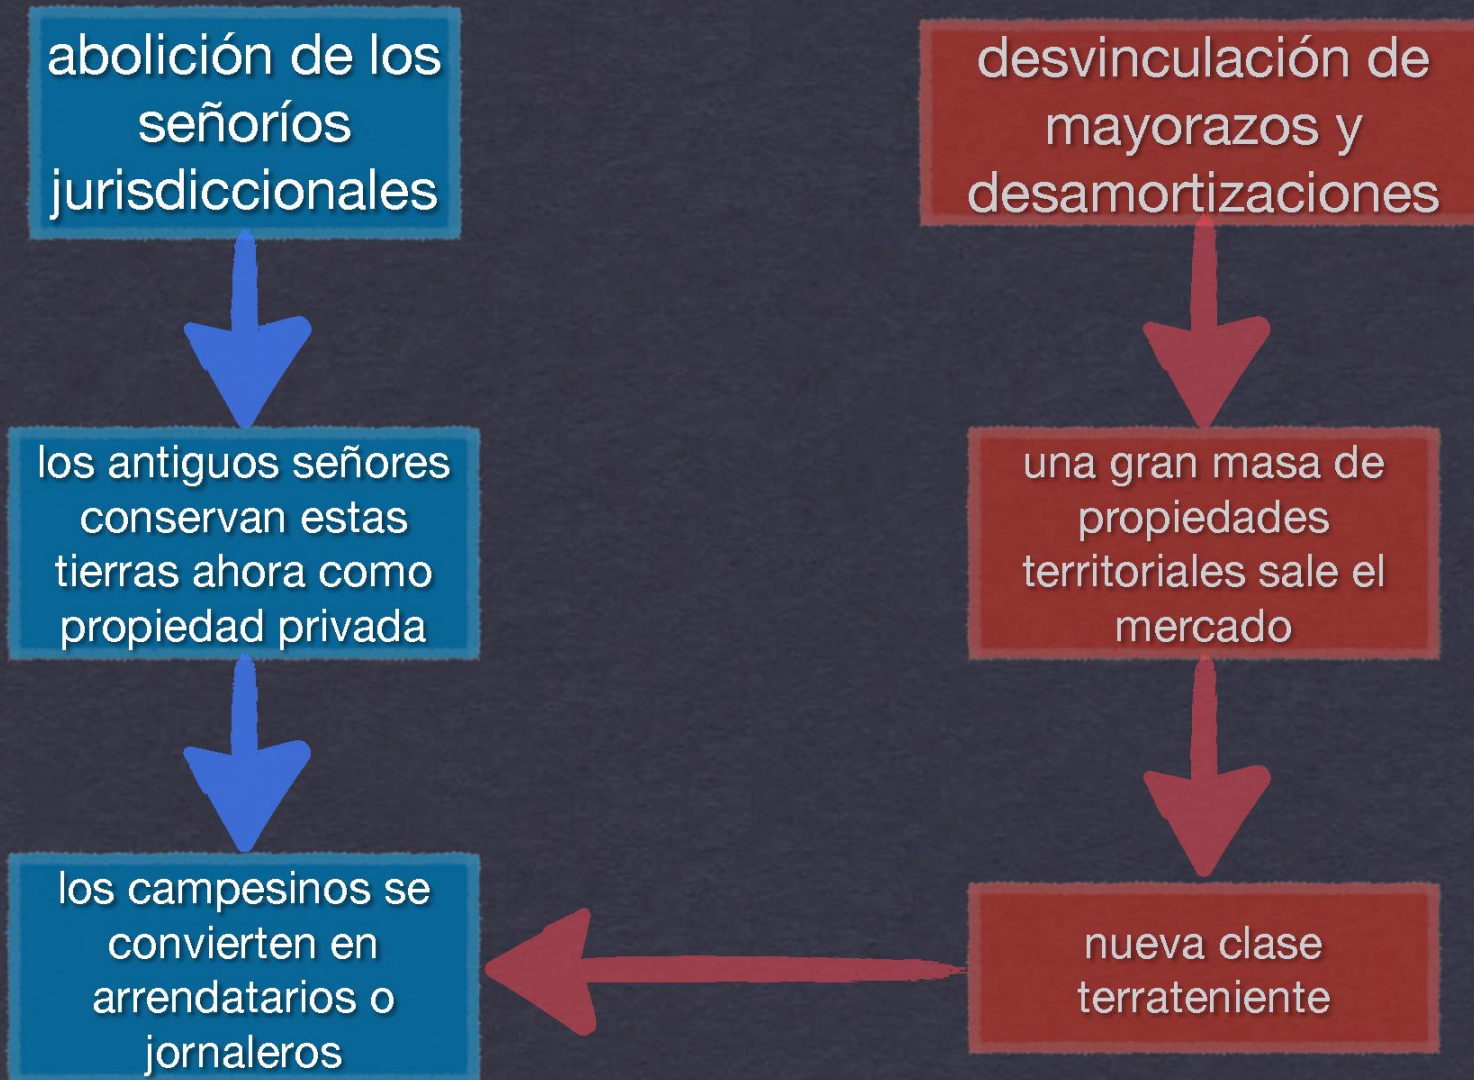 abolición de los
señoríos
jurisdiccionales
los antiguos señores
conservan estas
tierras ahora como
propiedad privada
los campesinos se
convierten en
arrendatarios o
jornaleros
desvinculación de
mayorazos y
desamortizaciones
una gran masa de
propiedades
territoriales sale el
mercado
nueva clase
terrateniente